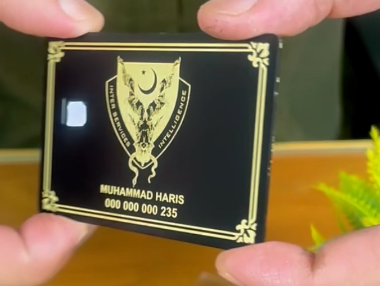 INTER SERVICES
INTELLIGENCE
MUHAMMAD HARIS
000 000 000 235